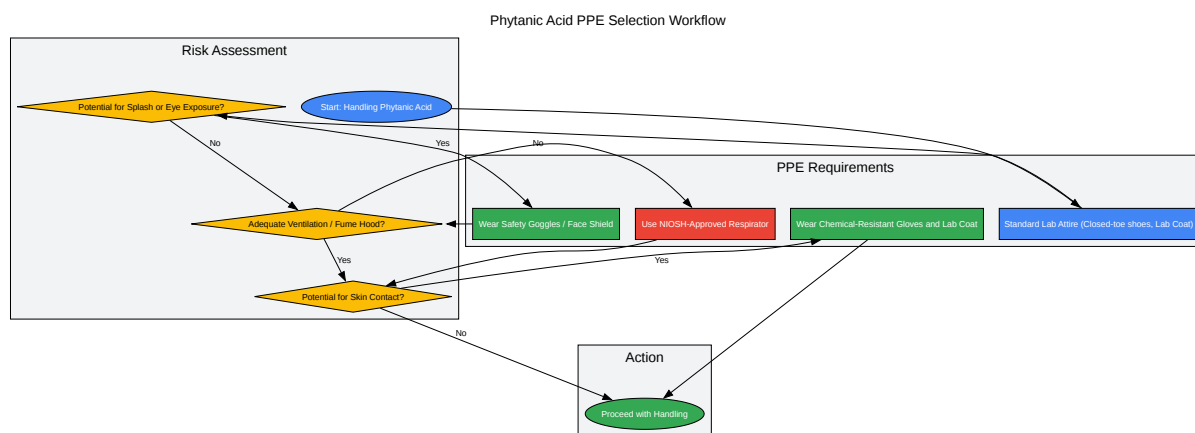 Phytanic Acid PPE Selection Workflow
Risk Assessment
Potential for Splash or Eye Exposure?
Start: Handling Phytanic Acid
Yes
No
No
PPE Requirements
Adequate Ventilation / Fume Hood?
Wear Safety Goggles / Face Shield
Use NIOSH-Approved Respirator
Wear Chemical-Resistant Gloves and Lab Coat
Standard Lab Attire (Closed-toe shoes, Lab Coat)
Yes
Yes
Potential for Skin Contact?
No
Action
Proceed with Handling